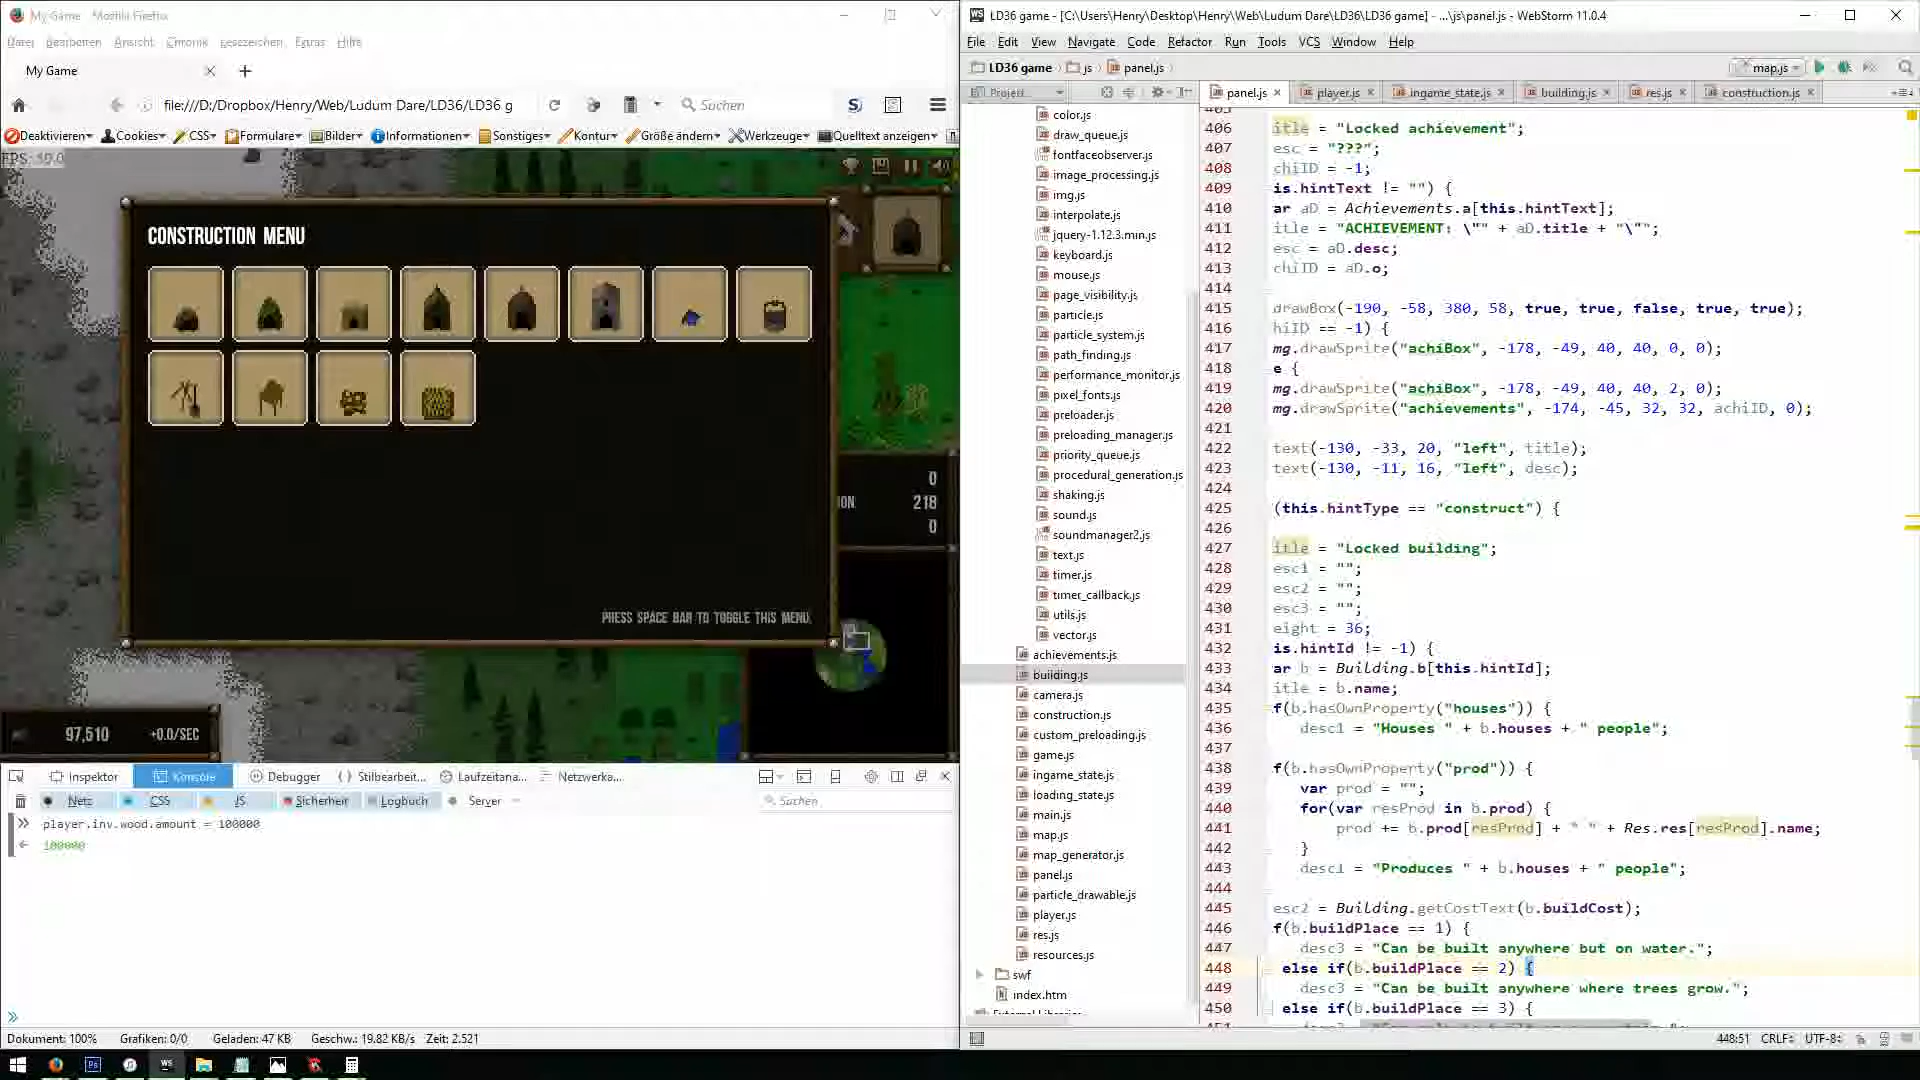 My Game - Mozilla Firefox
Datei Bearbeiten Ansicht Chronik Lesezeichen Extras Hilfe
My Game
file:///D:/Dropbox/Henry/Web/Ludum Dare/LD36/LD36 g
Suchen
Deaktivieren Cookies CSS Formulare Bilder Informationen Sonstiges Kontur Größe ändern Werkzeuge Quelltext anzeigen
FPS: 59.0
CONSTRUCTION MENU
0
ION 218
0
PRESS SPACE BAR TO TOGGLE THIS MENU.
97,510 +0.0/SEC
Inspektor Konsole Debugger Stilbearbeit... Laufzeitana... Netzwerka...
Netz CSS JS Sicherheit Logbuch Server Suchen
player.inv.wood.amount = 100000
100000
Dokument: 100% Grafiken: 0/0 Geladen: 47 KB Geschw.: 19.82 KB/s Zeit: 2.521
LD36 game - [C:\Users\Henry\Desktop\Henry\Web\Ludum Dare\LD36\LD36 game] - ...\js\panel.js - WebStorm 11.0.4
File Edit View Navigate Code Refactor Run Tools VCS Window Help
LD36 game js panel.js map.js
Projec... panel.js player.js ingame_state.js building.js res.js construction.js
color.js
draw_queue.js
fontfaceobserver.js
image_processing.js
img.js
interpolate.js
jquery-1.12.3.min.js
keyboard.js
mouse.js
page_visibility.js
particle.js
particle_system.js
path_finding.js
performance_monitor.js
pixel_fonts.js
preloader.js
preloading_manager.js
priority_queue.js
procedural_generation.js
shaking.js
sound.js
soundmanager2.js
text.js
timer.js
timer_callback.js
utils.js
vector.js
achievements.js
building.js
camera.js
construction.js
custom_preloading.js
game.js
ingame_state.js
loading_state.js
main.js
map.js
map_generator.js
panel.js
particle_drawable.js
player.js
res.js
resources.js
swf
index.htm
External Libraries
406 itle = "Locked achievement";
407 esc = "???";
408 chiID = -1;
409 is.hintText != "") {
410 ar aD = Achievements.a[this.hintText];
411 itle = "ACHIEVEMENT: \"" + aD.title + "\"";
412 esc = aD.desc;
413 chiID = aD.o;
414
415 drawBox(-190, -58, 380, 58, true, true, false, true, true);
416 hiID == -1) {
417 mg.drawSprite("achiBox", -178, -49, 40, 40, 0, 0);
418 e {
419 mg.drawSprite("achiBox", -178, -49, 40, 40, 2, 0);
420 mg.drawSprite("achievements", -174, -45, 32, 32, achiID, 0);
421
422 text(-130, -33, 20, "left", title);
423 text(-130, -11, 16, "left", desc);
424
425 (this.hintType == "construct") {
426
427 itle = "Locked building";
428 esc1 = "";
429 esc2 = "";
430 esc3 = "";
431 eight = 36;
432 is.hintId != -1) {
433 ar b = Building.b[this.hintId];
434 itle = b.name;
435 f(b.hasOwnProperty("houses")) {
436 desc1 = "Houses " + b.houses + " people";
437
438 f(b.hasOwnProperty("prod")) {
439 var prod = "";
440 for(var resProd in b.prod) {
441 prod += b.prod[resProd] + " " + Res.res[resProd].name;
442 }
443 desc1 = "Produces " + b.houses + " people";
444
445 esc2 = Building.getCostText(b.buildCost);
446 f(b.buildPlace == 1) {
447 desc3 = "Can be built anywhere but on water.";
448 else if(b.buildPlace == 2) {
449 desc3 = "Can be built anywhere where trees grow.";
450 else if(b.buildPlace == 3) {
448:51 CRLF UTF-8